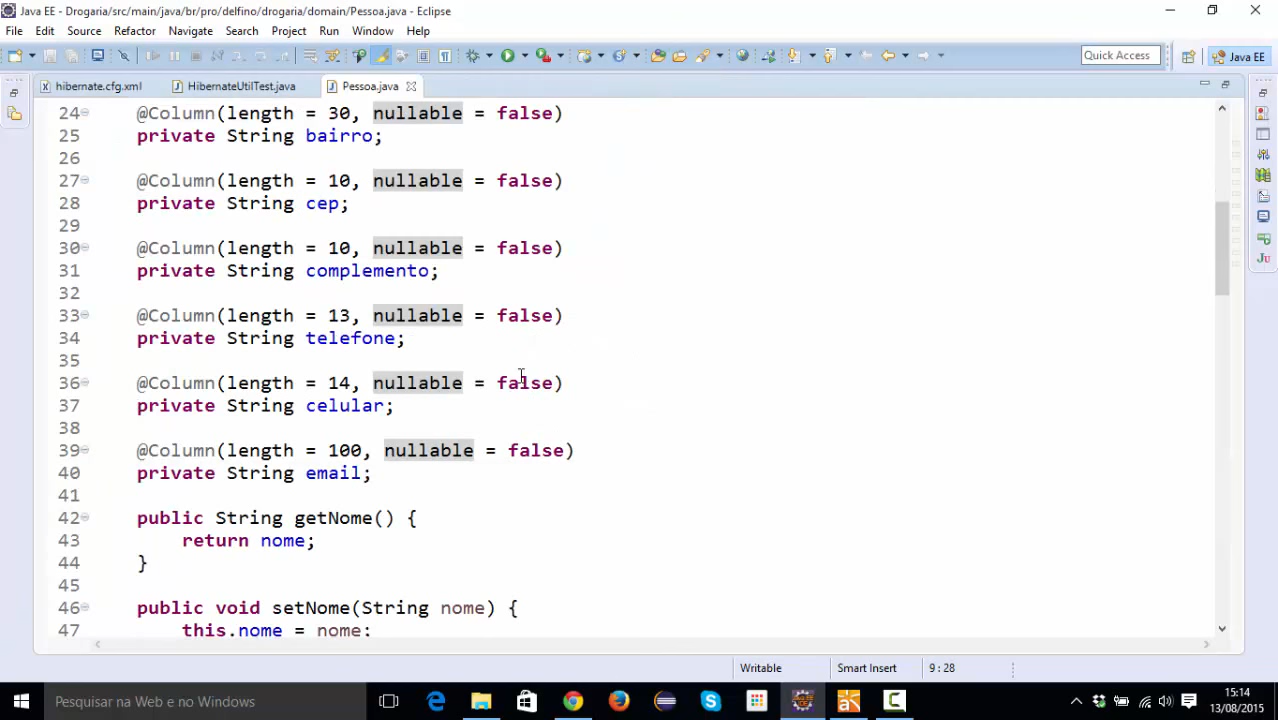 Java EE - Drogaria/src/main/java/br/pro/delfino/drogaria/domain/Pessoa.java - Eclipse
File Edit Source Refactor Navigate Search Project Run Window Help
Quick Access
Java EE
hibernate.cfg.xml HibernateUtilTest.java Pessoa.java
24 @Column(length = 30, nullable = false)
25 private String bairro;
26
27 @Column(length = 10, nullable = false)
28 private String cep;
29
30 @Column(length = 10, nullable = false)
31 private String complemento;
32
33 @Column(length = 13, nullable = false)
34 private String telefone;
35
36 @Column(length = 14, nullable = false)
37 private String celular;
38
39 @Column(length = 100, nullable = false)
40 private String email;
41
42 public String getNome() {
43 return nome;
44 }
45
46 public void setNome(String nome) {
47 this.nome = nome;
Writable Smart Insert 9 : 28
Pesquisar na Web e no Windows
15:14
13/08/2015